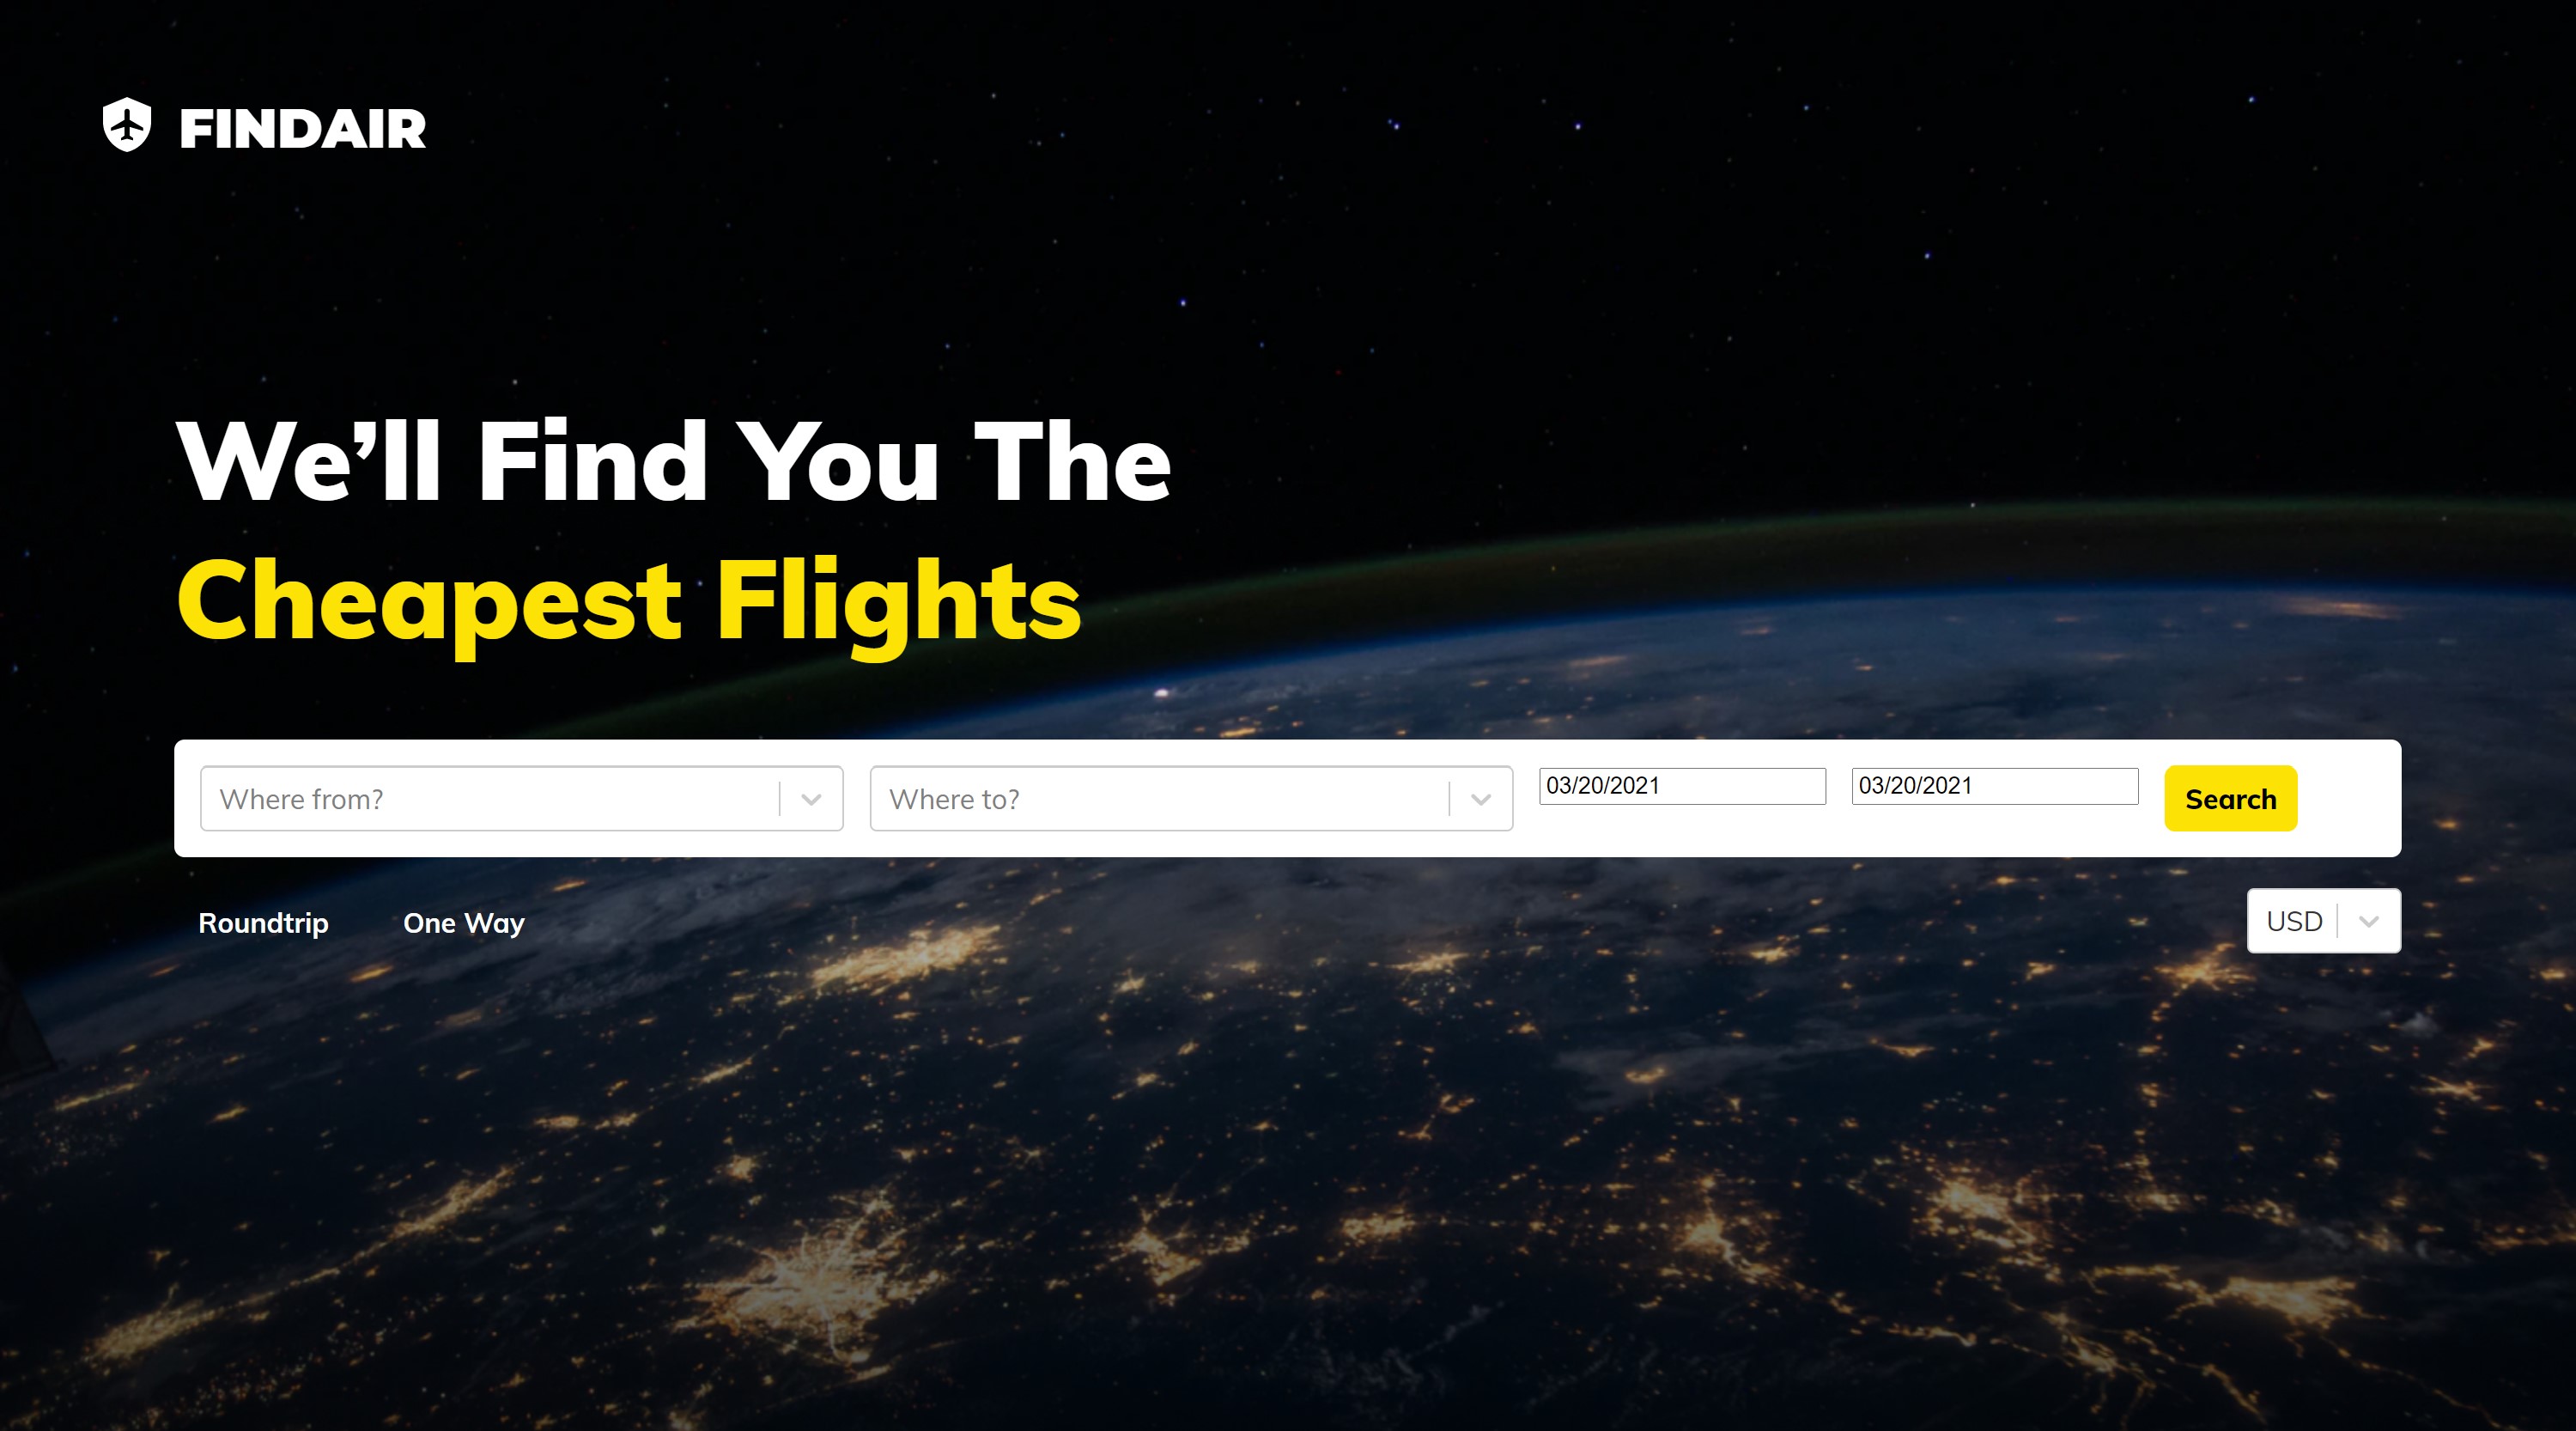 FINDAIR
We’ll Find You The
Cheapest Flights
Where from? Where to? 03/20/2021 03/20/2021 Search
Roundtrip One Way USD